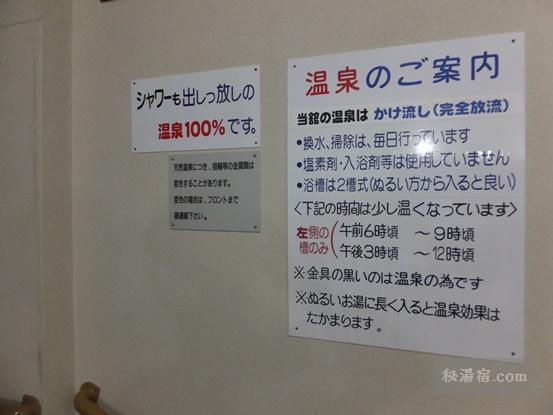 シャワーも出しっ放しの
温泉100%です。
天然温泉につき、指輪等の金属類は
変色することがあります。
変色の場合は、フロントまで
御連絡下さい。
温泉のご案内
当舘の温泉は かけ流し(完全放流)
•換水、掃除は、毎日行っています
•塩素剤・入浴剤等は使用していません
•浴槽は2槽式(ぬるい方から入ると良い)
〈下記の時間は少し温くなっています〉
左側の
槽のみ
午前6時頃 〜9時頃
午後3時頃 〜12時頃
※金具の黒いのは温泉の為です
※ぬるいお湯に長く入ると温泉効果は
たかまります。
秘湯宿.com